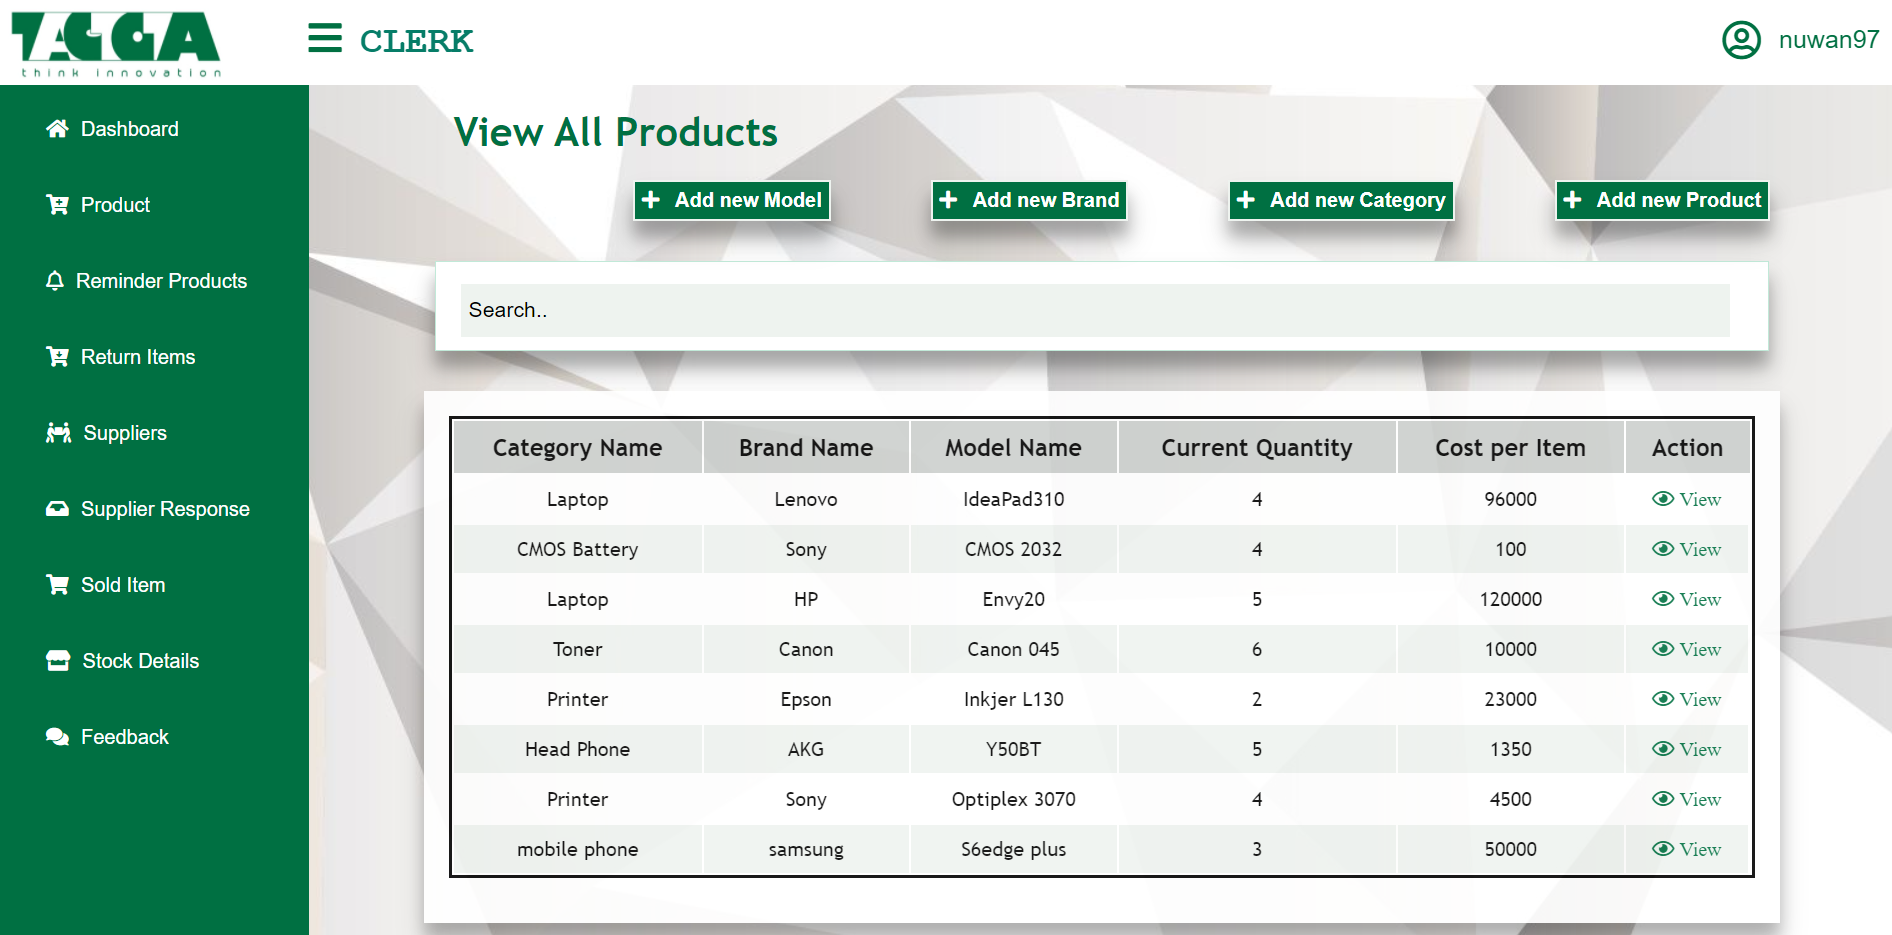 TAGGA
think innovation
CLERK
nuwan97
Dashboard
Product
Reminder Products
Return Items
Suppliers
Supplier Response
Sold Item
Stock Details
Feedback
View All Products
Add new Model Add new Brand Add new Category Add new Product
Search..
Category Name Brand Name Model Name Current Quantity Cost per Item Action
Laptop Lenovo IdeaPad310 4 96000 View
CMOS Battery Sony CMOS 2032 4 100 View
Laptop HP Envy20 5 120000 View
Toner Canon Canon 045 6 10000 View
Printer Epson Inkjer L130 2 23000 View
Head Phone AKG Y50BT 5 1350 View
Printer Sony Optiplex 3070 4 4500 View
mobile phone samsung S6edge plus 3 50000 View